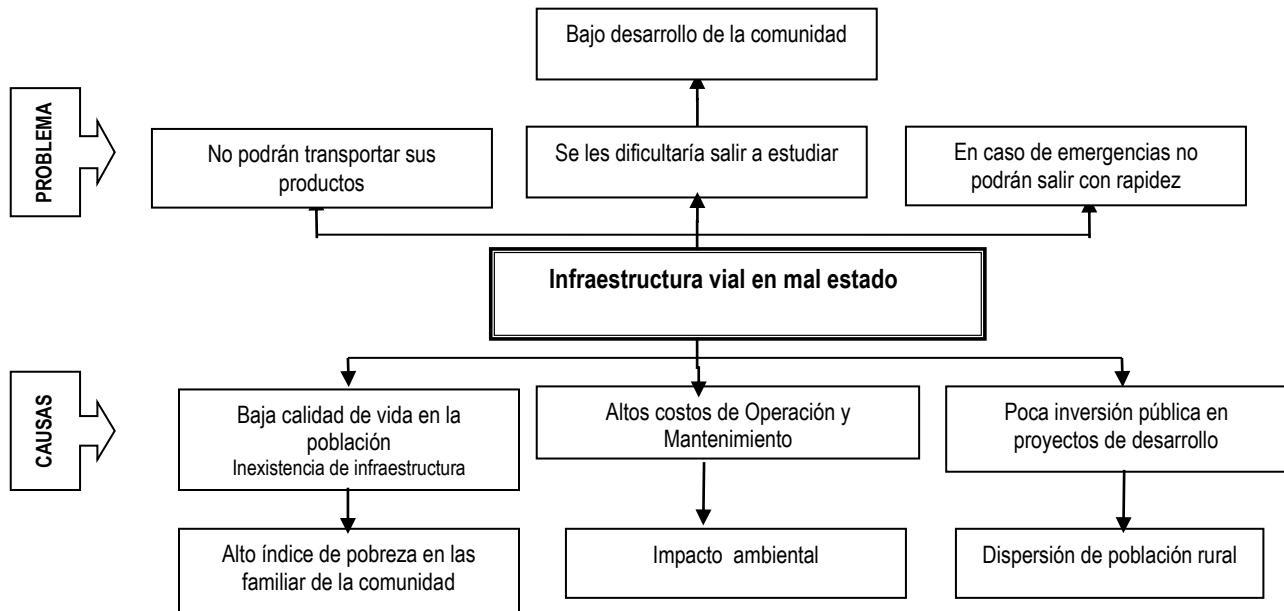 Bajo desarrollo de la comunidad
PROBLEMA
No podrán transportar sus
productos
Se les dificultaría salir a estudiar
En caso de emergencias no
podrán salir con rapidez
Infraestructura vial en mal estado
CAUSAS
Baja calidad de vida en la
población
Inexistencia de infraestructura
Altos costos de Operación y
Mantenimiento
Poca inversión pública en
proyectos de desarrollo
Alto índice de pobreza en las
familiar de la comunidad
Impacto ambiental
Dispersión de población rural